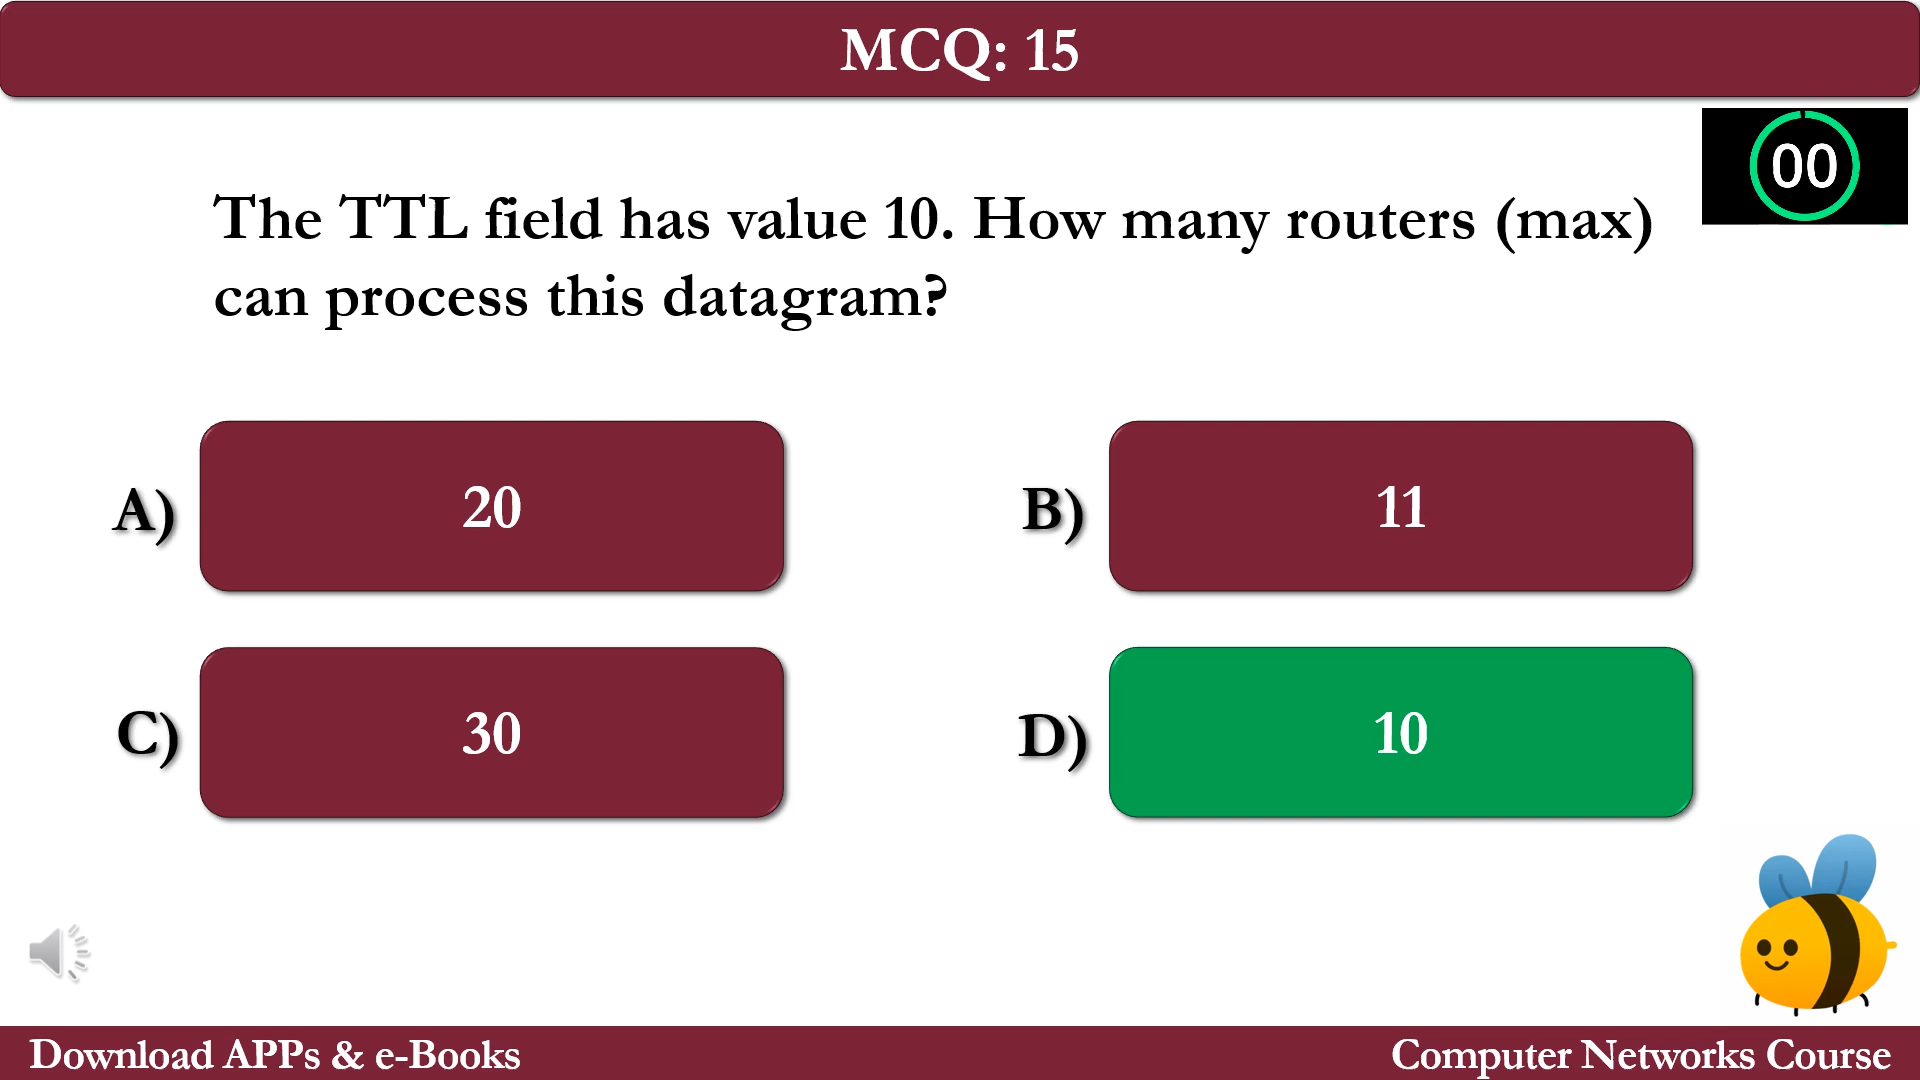 MCQ: 15
00
The TTL field has value 10. How many routers (max)
can process this datagram?
A) 20
B) 11
C) 30
D) 10
Download APPs & e-Books
Computer Networks Course